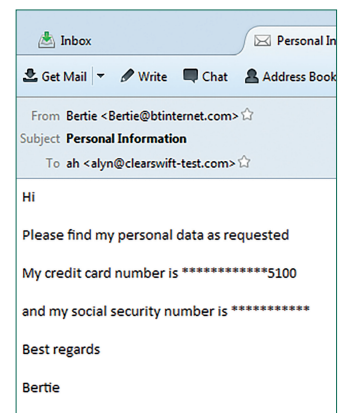 Inbox
Personal In
Get Mail
Write
Chat
Address Book
From Bertie <Bertie@btinternet.com>
Subject Personal Information
To ah <alyn@clearswift-test.com>
Hi
Please find my personal data as requested
My credit card number is ************5100
and my social security number is ***********
Best regards
Bertie